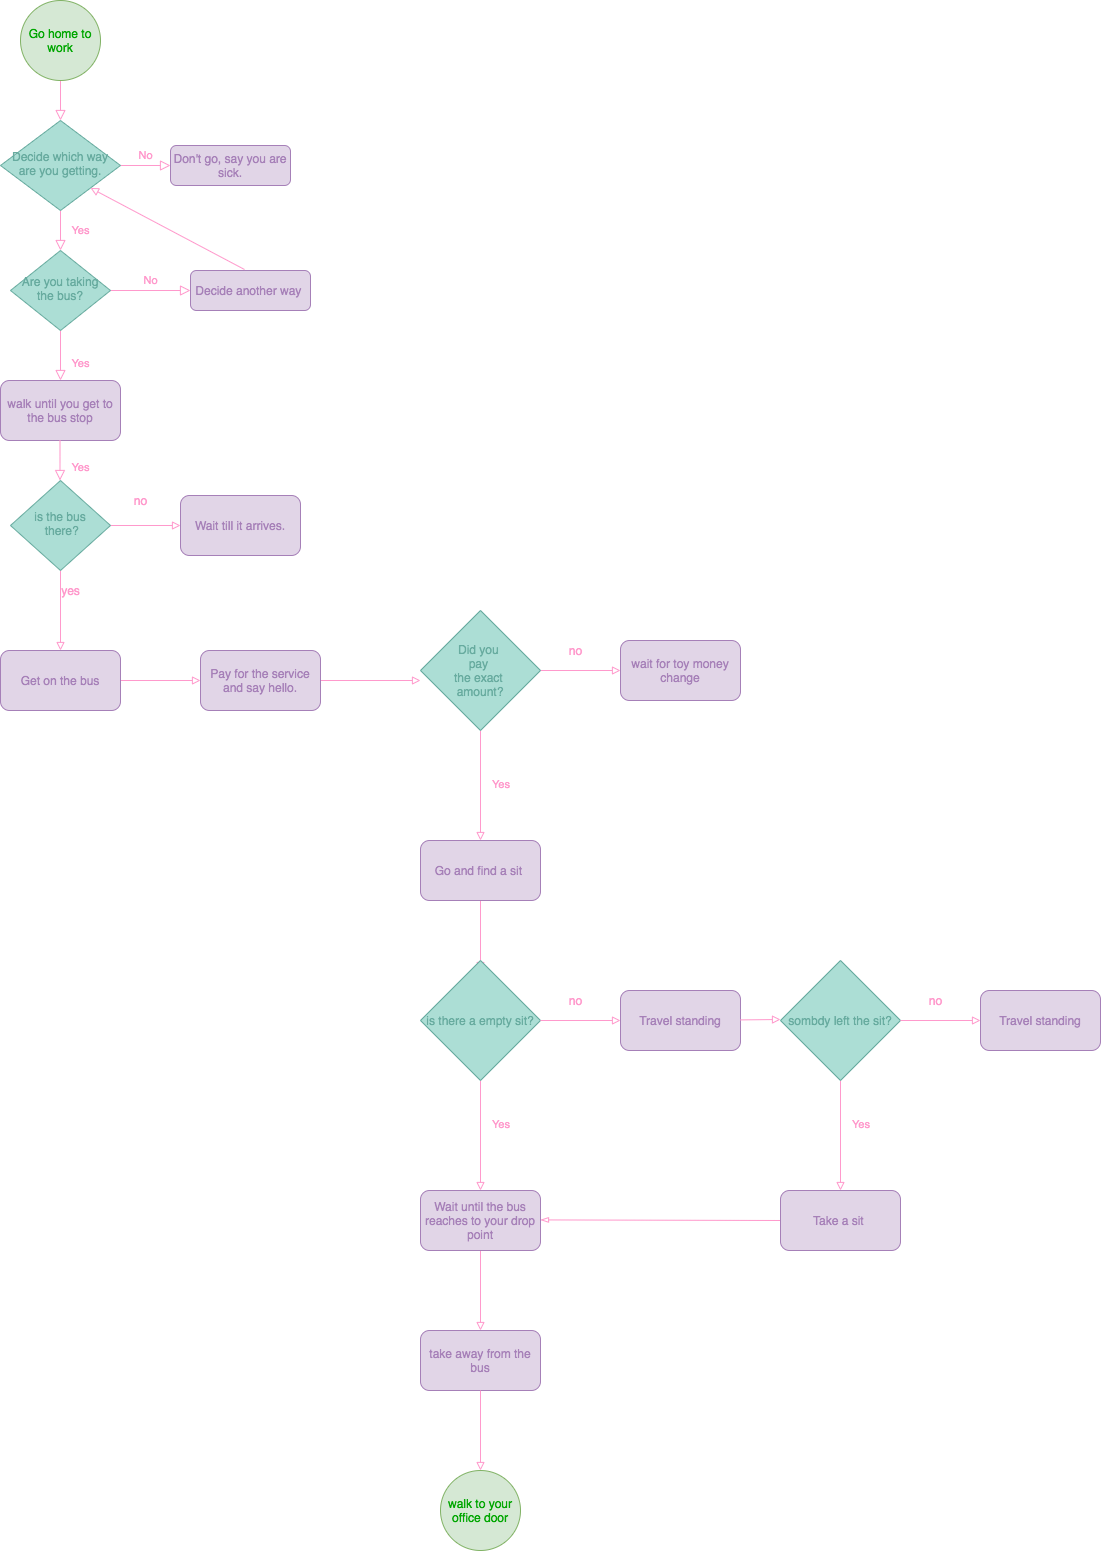 Go home to
work
Decide which way
are you getting.
No
Don't go, say you are
sick.
Yes
Are you taking
the bus?
No
Decide another way
Yes
walk until you get to
the bus stop
Yes
is the bus
there?
no
Wait till it arrives.
yes
Get on the bus
Pay for the service
and say hello.
Did you
pay
the exact
amount?
no
wait for toy money
change
Yes
Go and find a sit
is there a empty sit?
no
Travel standing
sombdy left the sit?
no
Travel standing
Yes
Yes
Wait until the bus
reaches to your drop
point
Take a sit
take away from the
bus
walk to your
office door